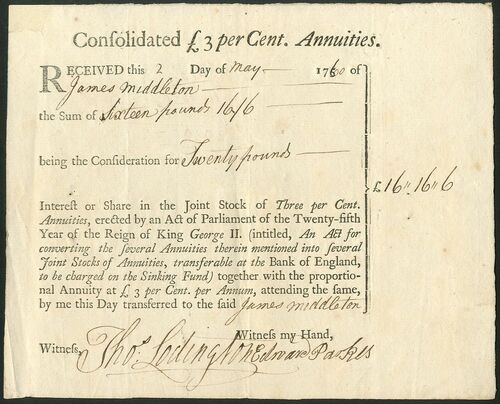 Consolidated £ 3 per Cent. Annuities.
RECEIVED this 2 Day of May 1760 of
James Middleton
the Sum of Sixteen pounds 16/6
being the Consideration for Twenty pounds
£ 16" 16" 6
Interest or Share in the Joint Stock of Three per Cent.
Annuities, erected by an Act of Parliament of the Twenty-fifth
Year of the Reign of King George II. (intitled, An Act for
converting the several Annuities therein mentioned into several
Joint Stocks of Annuities, transferable at the Bank of England,
to be charged on the Sinking Fund) together with the proportio-
nal Annuity at £ 3 per Cent. per Annum, attending the same,
by me this Day transferred to the said James Middleton
Witness my Hand,
Witness, Thos. Lodington Edward Parkes